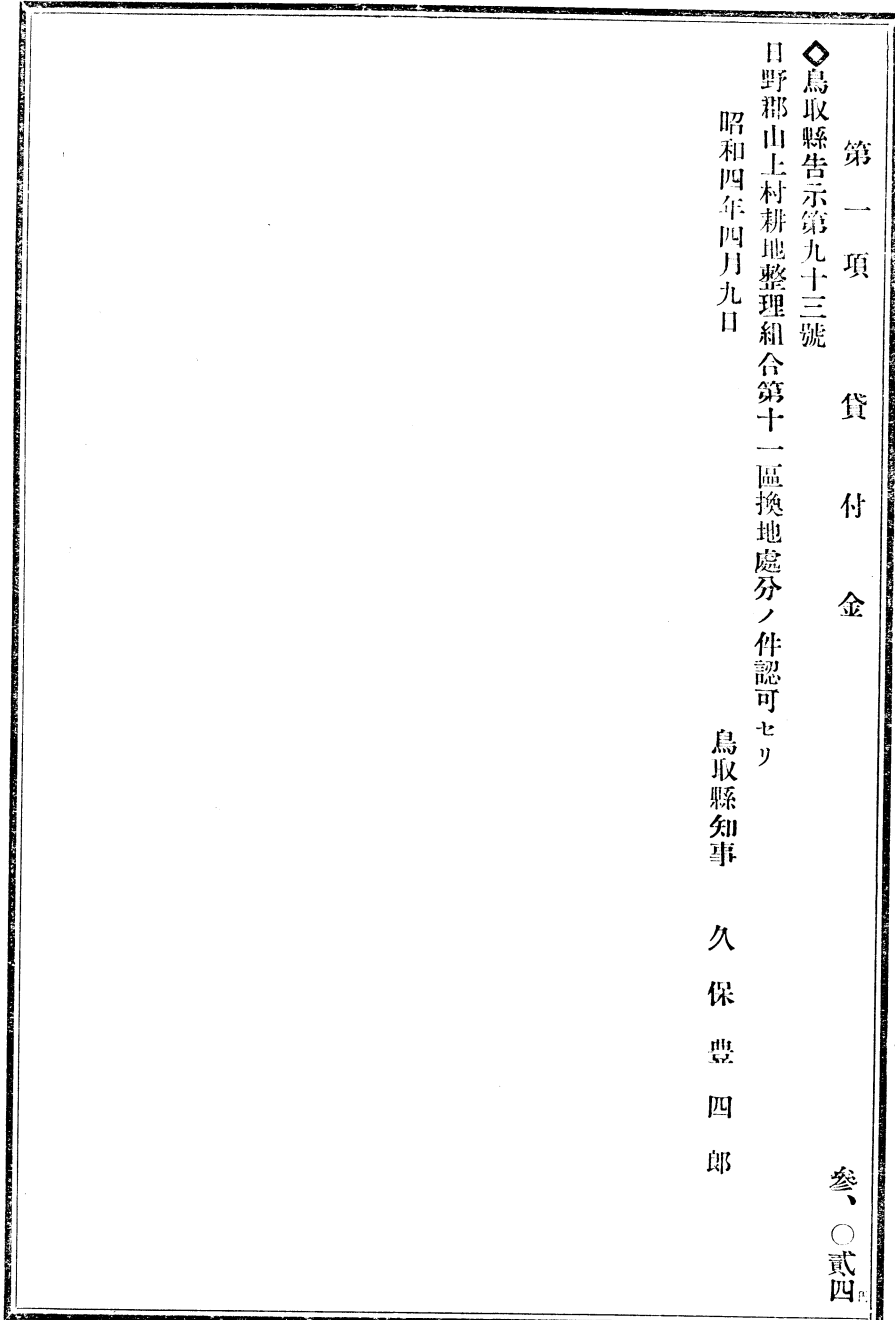 第一項　貸付金　參、〇貳四
◇鳥取縣告示第九十三號
日野郡山上村耕地整理組合第十一區換地處分ノ件認可セリ
昭和四年四月九日
鳥取縣知事　久保豊四郎